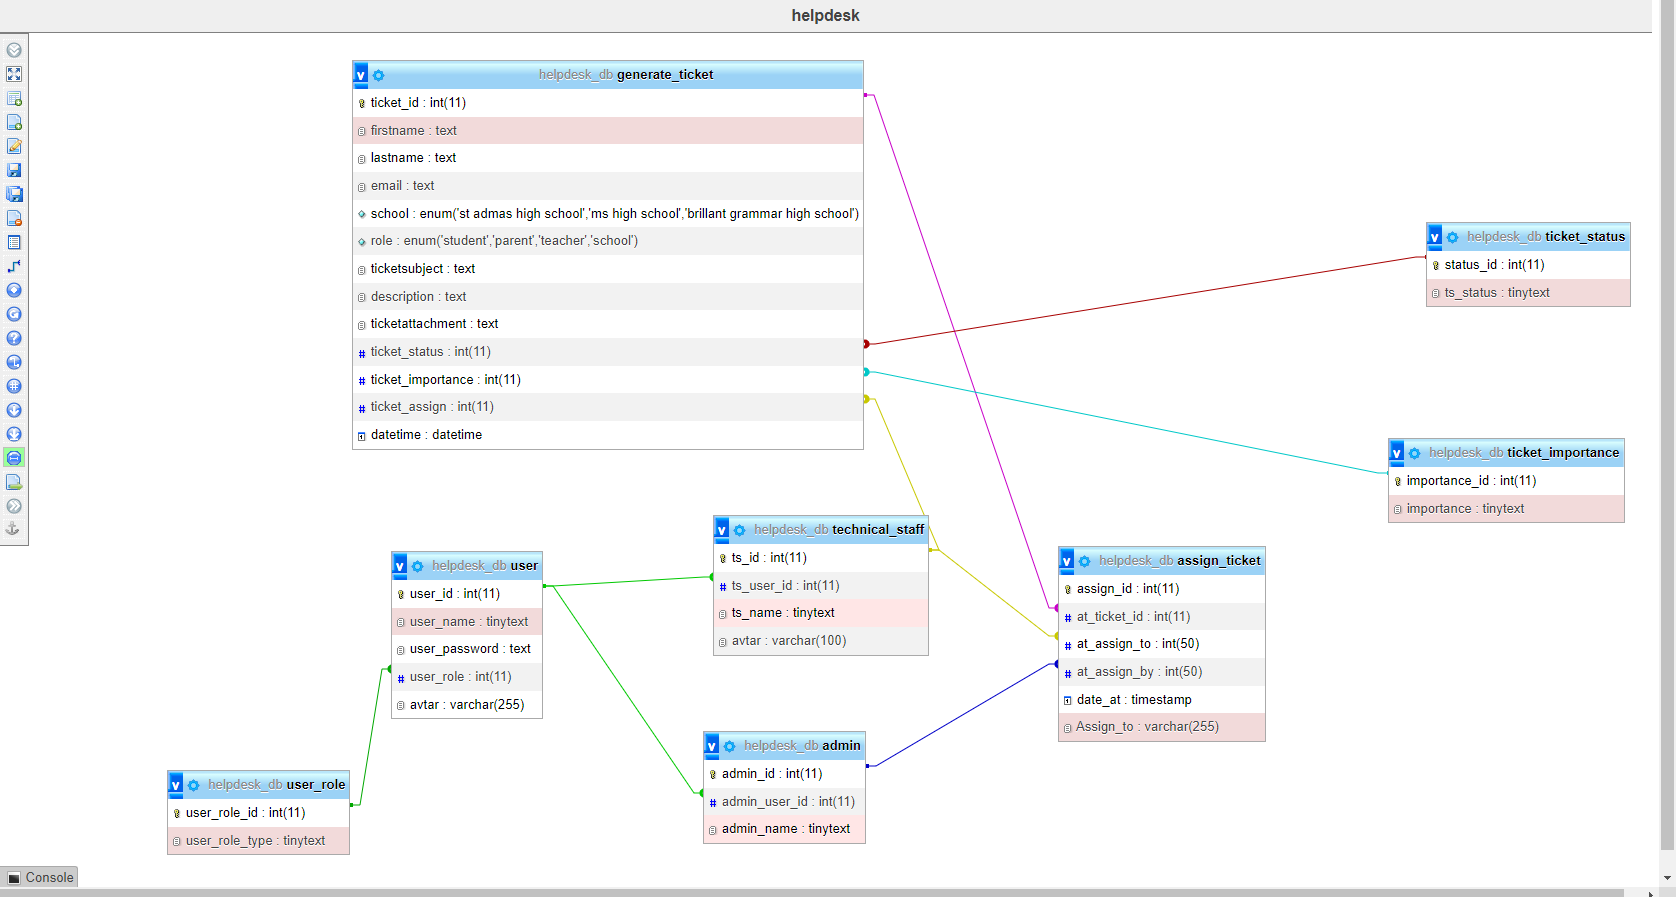 helpdesk
v helpdesk_db generate_ticket
ticket_id : int(11)
firstname : text
lastname : text
email : text
school : enum('st admas high school','ms high school','brillant grammar high school')
role : enum('student','parent','teacher','school')
ticketsubject : text
description : text
ticketattachment : text
# ticket_status : int(11)
# ticket_importance : int(11)
# ticket_assign : int(11)
datetime : datetime
v helpdesk_db ticket_status
status_id : int(11)
ts_status : tinytext
v helpdesk_db ticket_importance
importance_id : int(11)
importance : tinytext
v helpdesk_db technical_staff
ts_id : int(11)
# ts_user_id : int(11)
ts_name : tinytext
avtar : varchar(100)
v helpdesk_db assign_ticket
assign_id : int(11)
# at_ticket_id : int(11)
# at_assign_to : int(50)
# at_assign_by : int(50)
date_at : timestamp
Assign_to : varchar(255)
v helpdesk_db user
user_id : int(11)
user_name : tinytext
user_password : text
# user_role : int(11)
avtar : varchar(255)
v helpdesk_db admin
admin_id : int(11)
# admin_user_id : int(11)
admin_name : tinytext
v helpdesk_db user_role
user_role_id : int(11)
user_role_type : tinytext
Console